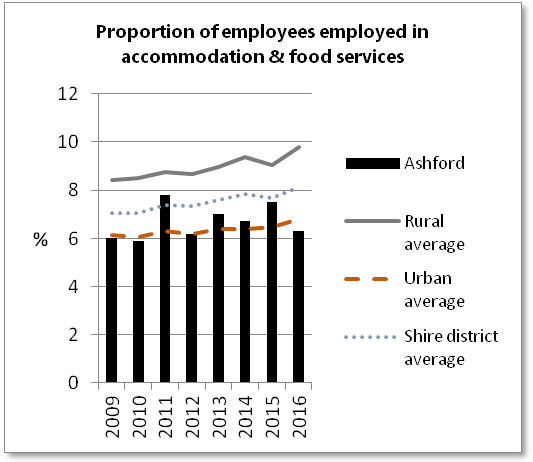 Proportion of employees employed in
accommodation & food services
12
10
8
6
4
2
0
%
2009
2010
2011
2012
2013
2014
2015
2016
Ashford
Rural
average
Urban
average
Shire district
average